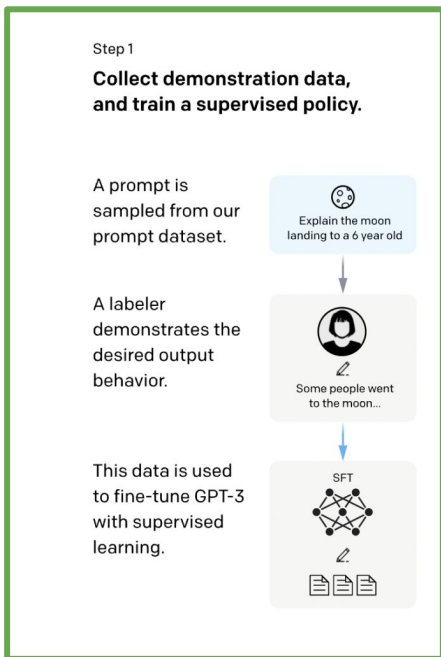 Step 1
Collect demonstration data,
and train a supervised policy.
A prompt is
sampled from our
prompt dataset.
Explain the moon
landing to a 6 year old
A labeler
demonstrates the
desired output
behavior.
Some people went
to the moon...
This data is used
to fine-tune GPT-3
with supervised
learning.
SFT